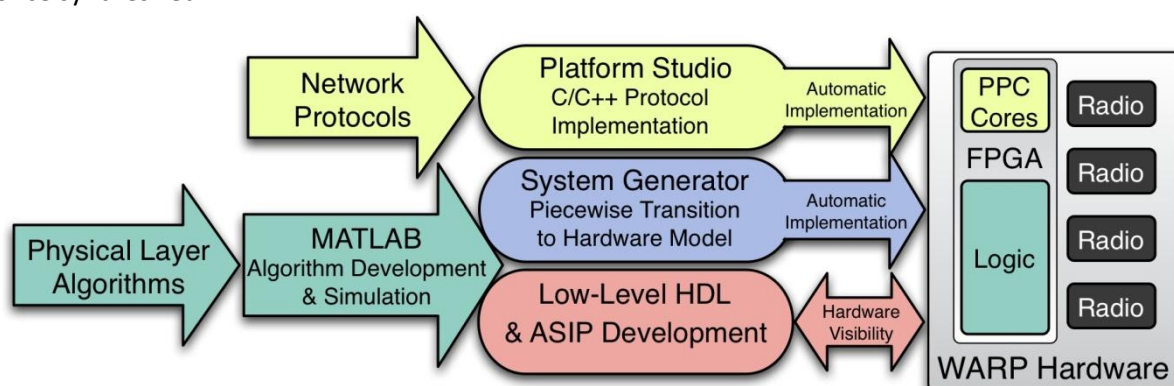 Network
Protocols
Platform Studio
C/C++ Protocol
Implementation
Automatic
Implementation
Physical Layer
Algorithms
MATLAB
Algorithm Development
& Simulation
System Generator
Piecewise Transition
to Hardware Model
Automatic
Implementation
Low-Level HDL
& ASIP Development
Hardware
Visibility
PPC
Cores
FPGA
Logic
Radio
Radio
Radio
Radio
WARP Hardware